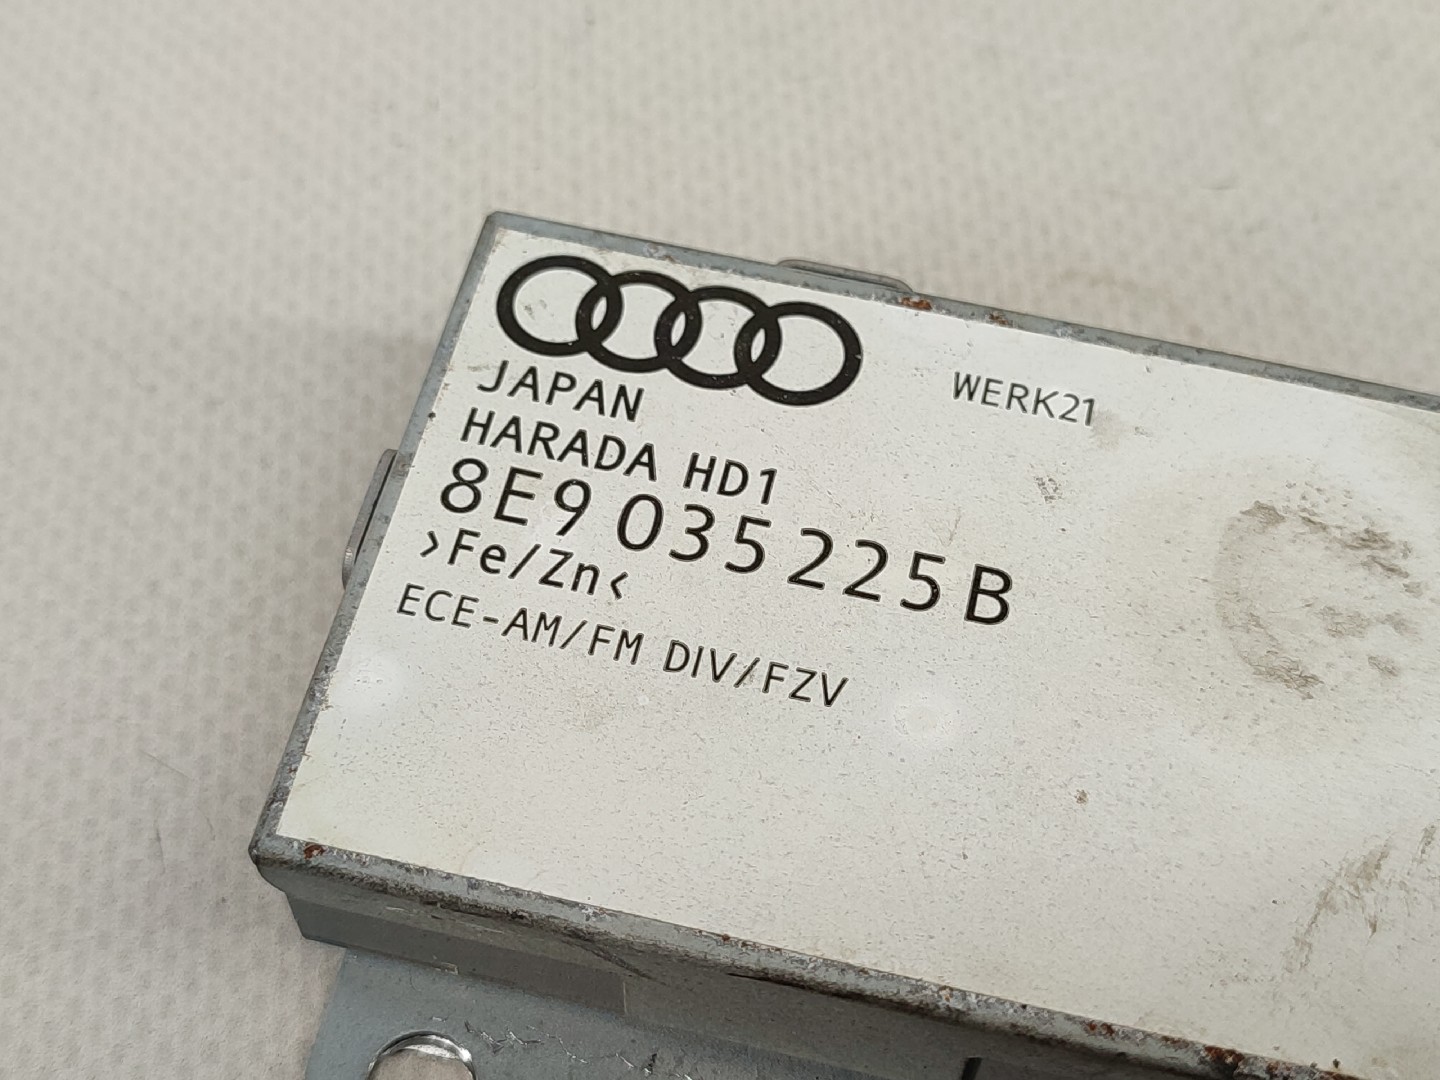 JAPAN
WERK21
HARADA HD1
8E9 035 225 B
>Fe/Zn<
ECE-AM/FM DIV/FZV